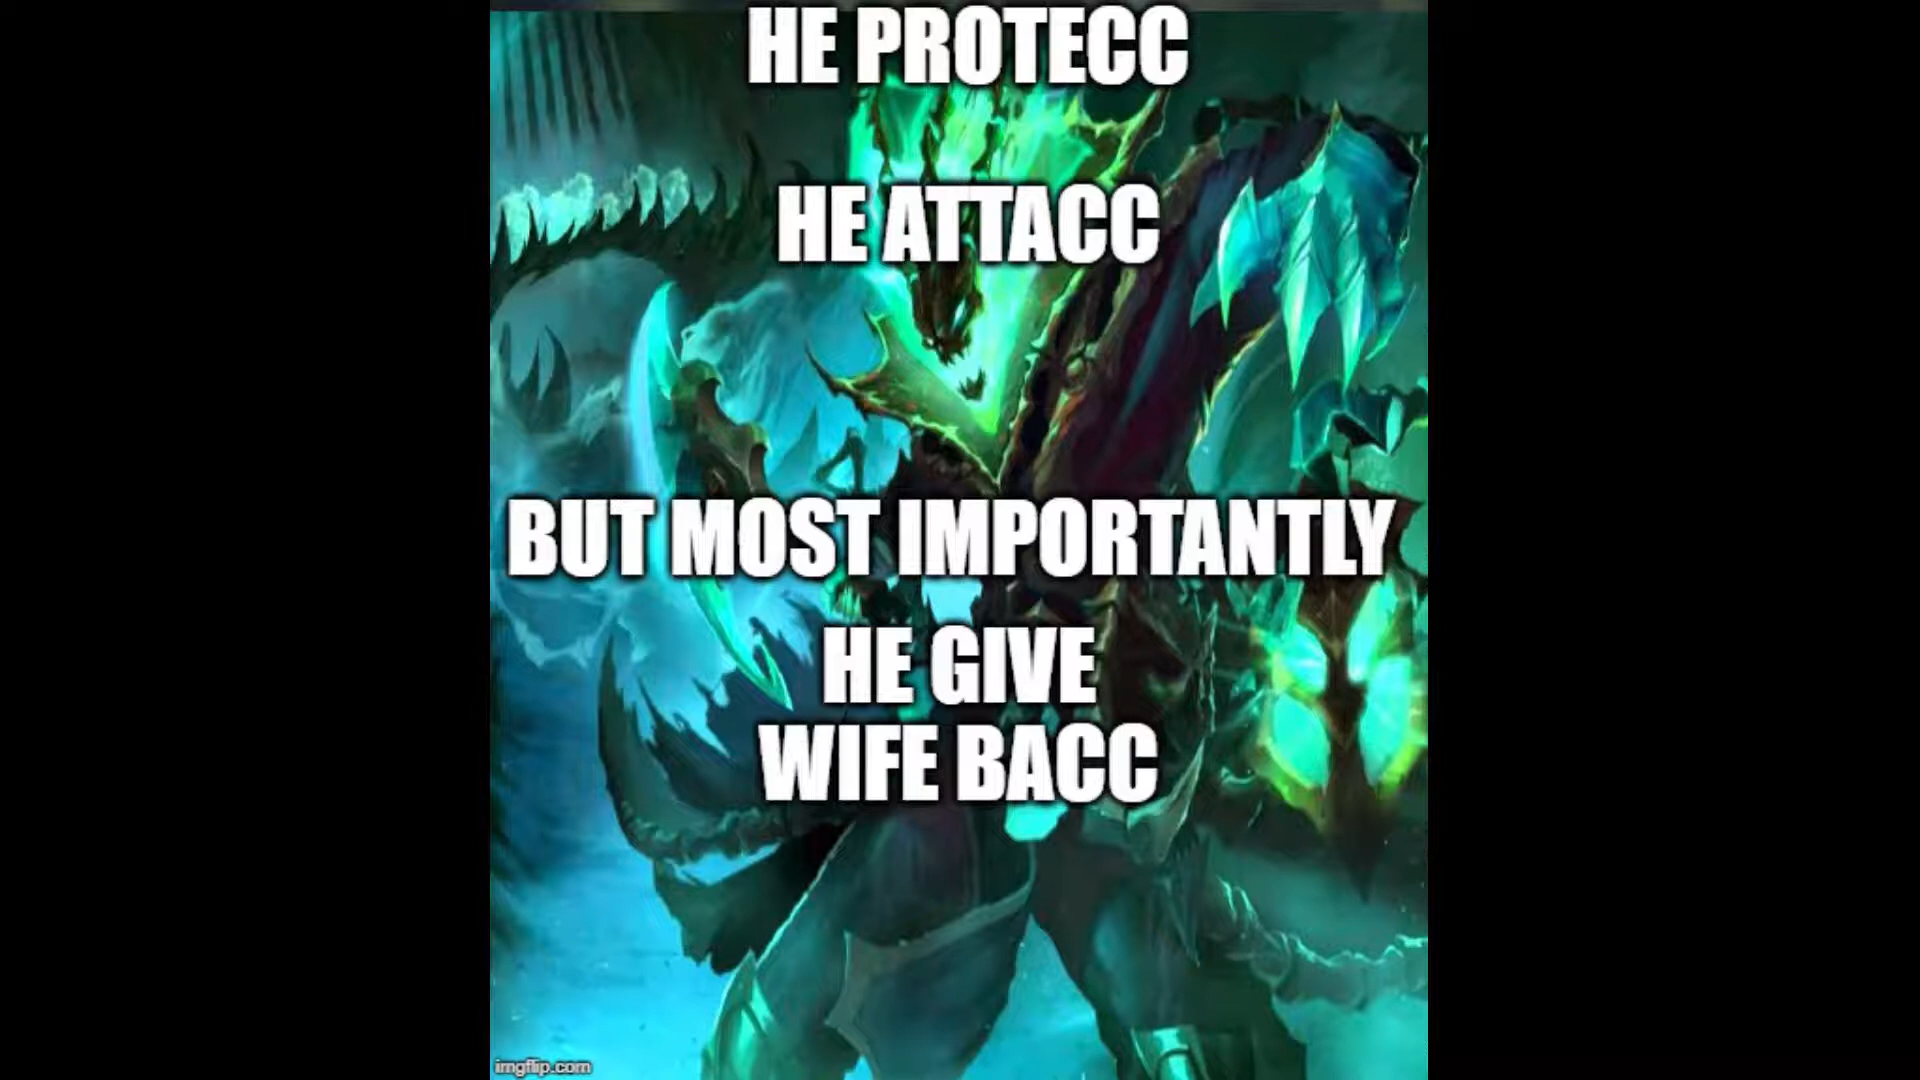 HE PROTECC
HE ATTACC
BUT MOST IMPORTANTLY
HE GIVE
WIFE BACC
imgflip.com